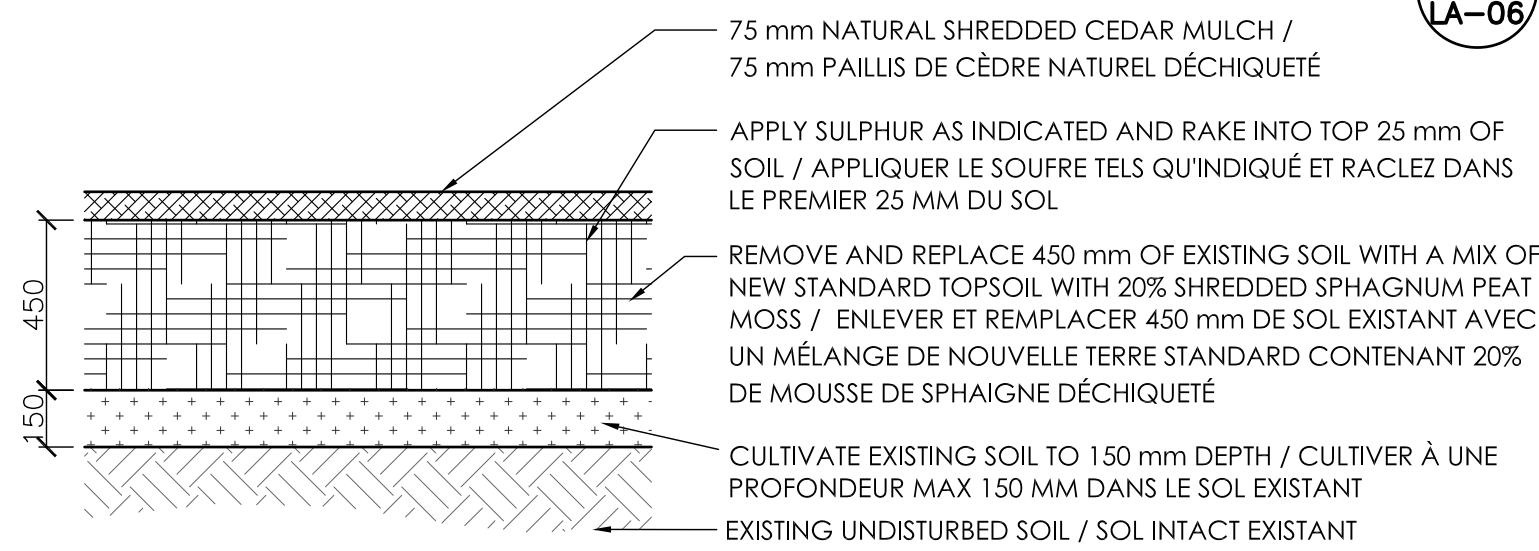 LA-06
75 mm NATURAL SHREDDED CEDAR MULCH /
75 mm PAILLIS DE CÈDRE NATUREL DÉCHIQUETÉ
APPLY SULPHUR AS INDICATED AND RAKE INTO TOP 25 mm OF
SOIL / APPLIQUER LE SOUFRE TELS QU'INDIQUÉ ET RACLEZ DANS
LE PREMIER 25 MM DU SOL
REMOVE AND REPLACE 450 mm OF EXISTING SOIL WITH A MIX OF
NEW STANDARD TOPSOIL WITH 20% SHREDDED SPHAGNUM PEAT
MOSS / ENLEVER ET REMPLACER 450 mm DE SOL EXISTANT AVEC
UN MÉLANGE DE NOUVELLE TERRE STANDARD CONTENANT 20%
DE MOUSSE DE SPHAIGNE DÉCHIQUETÉ
450
150
CULTIVATE EXISTING SOIL TO 150 mm DEPTH / CULTIVER À UNE
PROFONDEUR MAX 150 MM DANS LE SOL EXISTANT
EXISTING UNDISTURBED SOIL / SOL INTACT EXISTANT